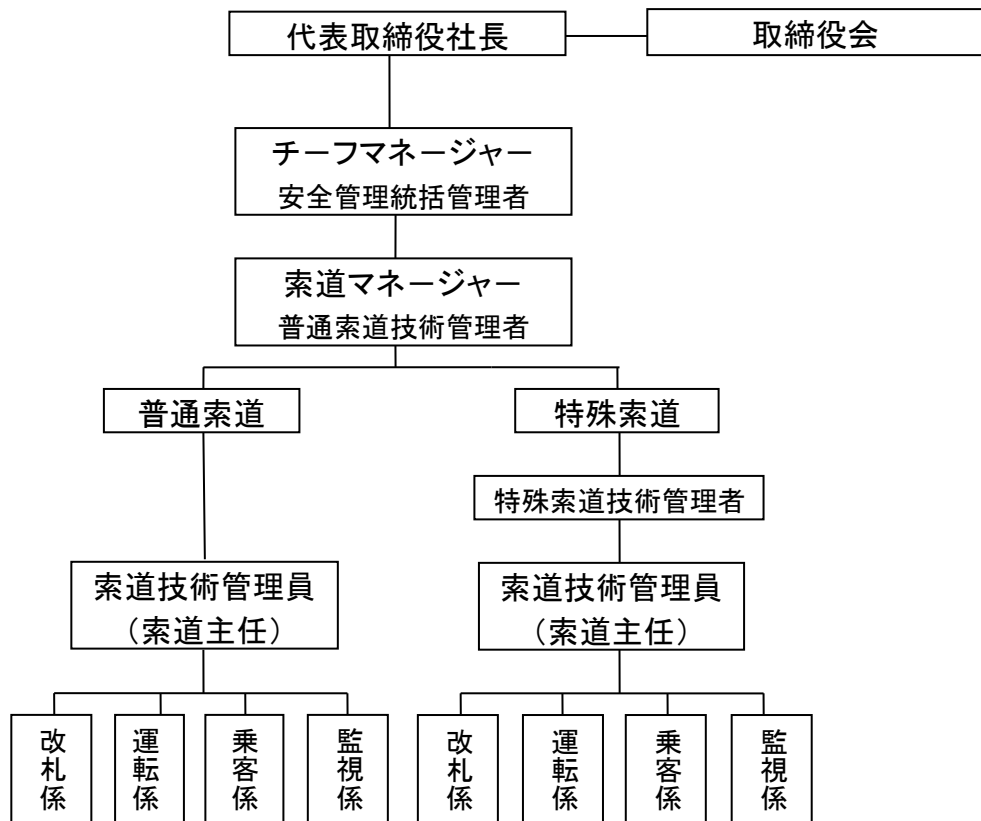 代表取締役社長
取締役会
チーフマネージャー
安全管理統括管理者
索道マネージャー
普通索道技術管理者
普通索道
特殊索道
特殊索道技術管理者
索道技術管理員
（索道主任）
索道技術管理員
（索道主任）
改札係
運転係
乗客係
監視係
改札係
運転係
乗客係
監視係